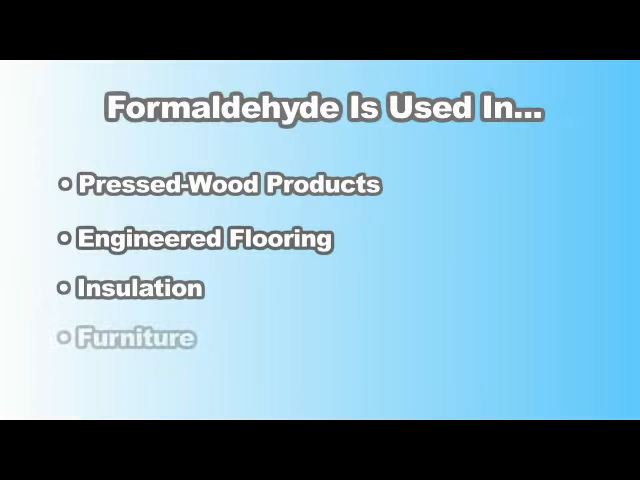 Formaldehyde Is Used In...
• Pressed-Wood Products
• Engineered Flooring
• Insulation
• Furniture